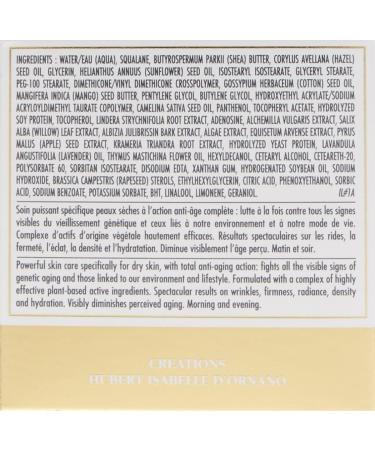 INGREDIENTS : WATER/EAU (AQUA), SQUALANE, BUTYROSPERMUM PARKII (SHEA) BUTTER, CORYLUS AVELLANA (HAZEL)
SEED OIL, GLYCERIN, HELIANTHUS ANNUUS (SUNFLOWER) SEED OIL, ISOSTEARYL ISOSTEARATE, GLYCERYL STEARATE,
PEG-100 STEARATE, DIMETHICONE/VINYL DIMETHICONE CROSSPOLYMER, GOSSYPIUM HERBACEUM (COTTON) SEED OIL,
MANGIFERA INDICA (MANGO) SEED BUTTER, PENTYLENE GLYCOL, BUTYLENE GLYCOL, HYDROXYETHYL ACRYLATE/SODIUM
ACRYLOYLDIMETHYL TAURATE COPOLYMER, CAMELINA SATIVA SEED OIL, PANTHENOL, TOCOPHERYL ACETATE, HYDROLYZED
SOY PROTEIN, TOCOPHEROL, LINDERA STRYCHNIFOLIA ROOT EXTRACT, ADENOSINE, ALCHEMILLA VULGARIS EXTRACT, SALIX
ALBA (WILLOW) LEAF EXTRACT, ALBIZIA JULIBRISSIN BARK EXTRACT, ALGAE EXTRACT, EQUISETUM ARVENSE EXTRACT, PYRUS
MALUS (APPLE) SEED EXTRACT, KRAMERIA TRIANDRA ROOT EXTRACT, HYDROLYZED YEAST PROTEIN, LAVANDULA
ANGUSTIFOLIA (LAVENDER) OIL, THYMUS MASTICHINA FLOWER OIL, HEXYLDECANOL, CETEARYL ALCOHOL, CETEARETH-20,
POLYSORBATE 60, SORBITAN ISOSTEARATE, DISODIUM EDTA, XANTHAN GUM, HYDROGENATED SOYBEAN OIL, SODIUM
HYDROXIDE, BRASSICA CAMPESTRIS (RAPESEED) STEROLS, ETHYLHEXYLGLYCERIN, CITRIC ACID, PHENOXYETHANOL, SORBIC
ACID, SODIUM BENZOATE, POTASSIUM SORBATE, BHT, LINALOOL, LIMONENE, GERANIOL. IL#1A
Soin puissant spécifique peaux sèches à l'action anti-âge complète : lutte à la fois contre tous les signes
visibles du vieillissement génétique et ceux liés à notre environnement et à notre mode de vie.
Complexe d'actifs d'origine végétale hautement efficaces. Résultats spectaculaires sur les rides, la
fermeté, l'éclat, la densité et l'hydratation. Diminue visiblement l'âge perçu. Matin et soir.
Powerful skin care specifically for dry skin, with total anti-aging action: fights all the visible signs of
genetic aging and those linked to our environment and lifestyle. Formulated with a complex of highly
effective plant-based active ingredients. Spectacular results on wrinkles, firmness, radiance, density
and hydration. Visibly diminishes perceived aging. Morning and evening.
CREATIONS
HUBERT ISABELLE D'ORNANO